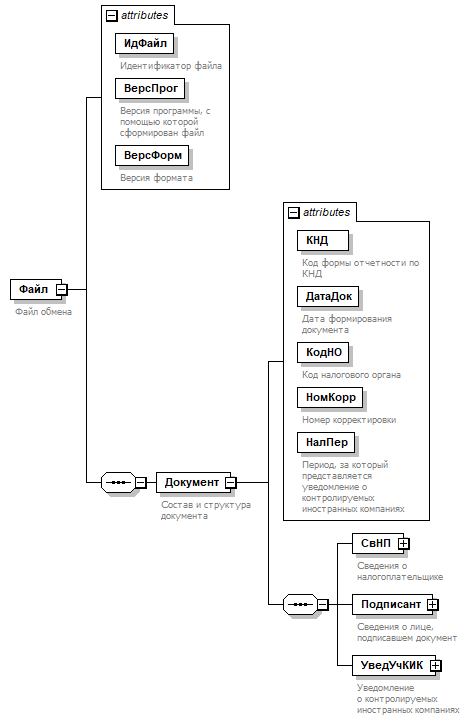 attributes
ИдФайл
Идентификатор файла
ВерсПрог
Версия программы, с
помощью которой
сформирован файл
ВерсФорм
Версия формата
Файл
Файл обмена
attributes
КНД
Код формы отчетности по
КНД
ДатаДок
Дата формирования
документа
КодНО
Код налогового органа
НомКорр
Номер корректировки
НалПер
Период, за который
представляется
уведомление о
контролируемых
иностранных компаниях
Документ
Состав и структура
документа
СвНП
Сведения о
налогоплательщике
Подписант
Сведения о лице,
подписавшем документ
УведУчКИК
Уведомление
о контролируемых
иностранных компаниях